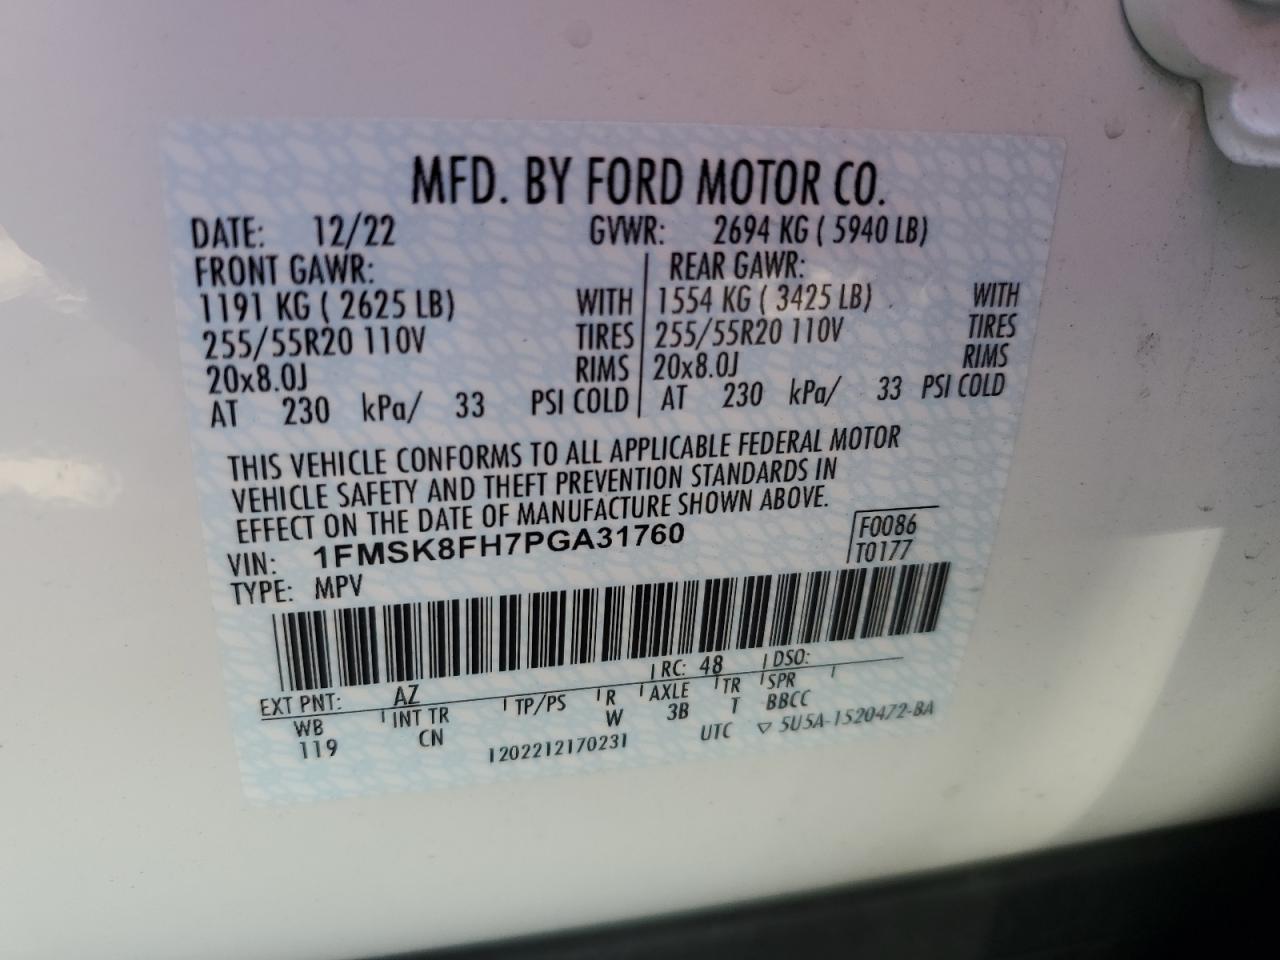 MFD. BY FORD MOTOR CO.
DATE: 12/22 GVWR: 2694 KG ( 5940 LB)
FRONT GAWR: REAR GAWR:
1191 KG ( 2625 LB) WITH 1554 KG ( 3425 LB) WITH
255/55R20 110V TIRES 255/55R20 110V TIRES
20x8.0J RIMS 20x8.0J RIMS
AT 230 kPa/ 33 PSI COLD AT 230 kPa/ 33 PSI COLD
THIS VEHICLE CONFORMS TO ALL APPLICABLE FEDERAL MOTOR
VEHICLE SAFETY AND THEFT PREVENTION STANDARDS IN
EFFECT ON THE DATE OF MANUFACTURE SHOWN ABOVE.
VIN: 1FMSK8FH7PGA31760 F0086
TYPE: MPV T0177
EXT PNT: AZ RC: 48 DSO:
WB INT TR TP/PS R AXLE TR SPR
119 CN W 3B T BBCC
1202212170231 UTC ▽ 5U5A-1520472-BA